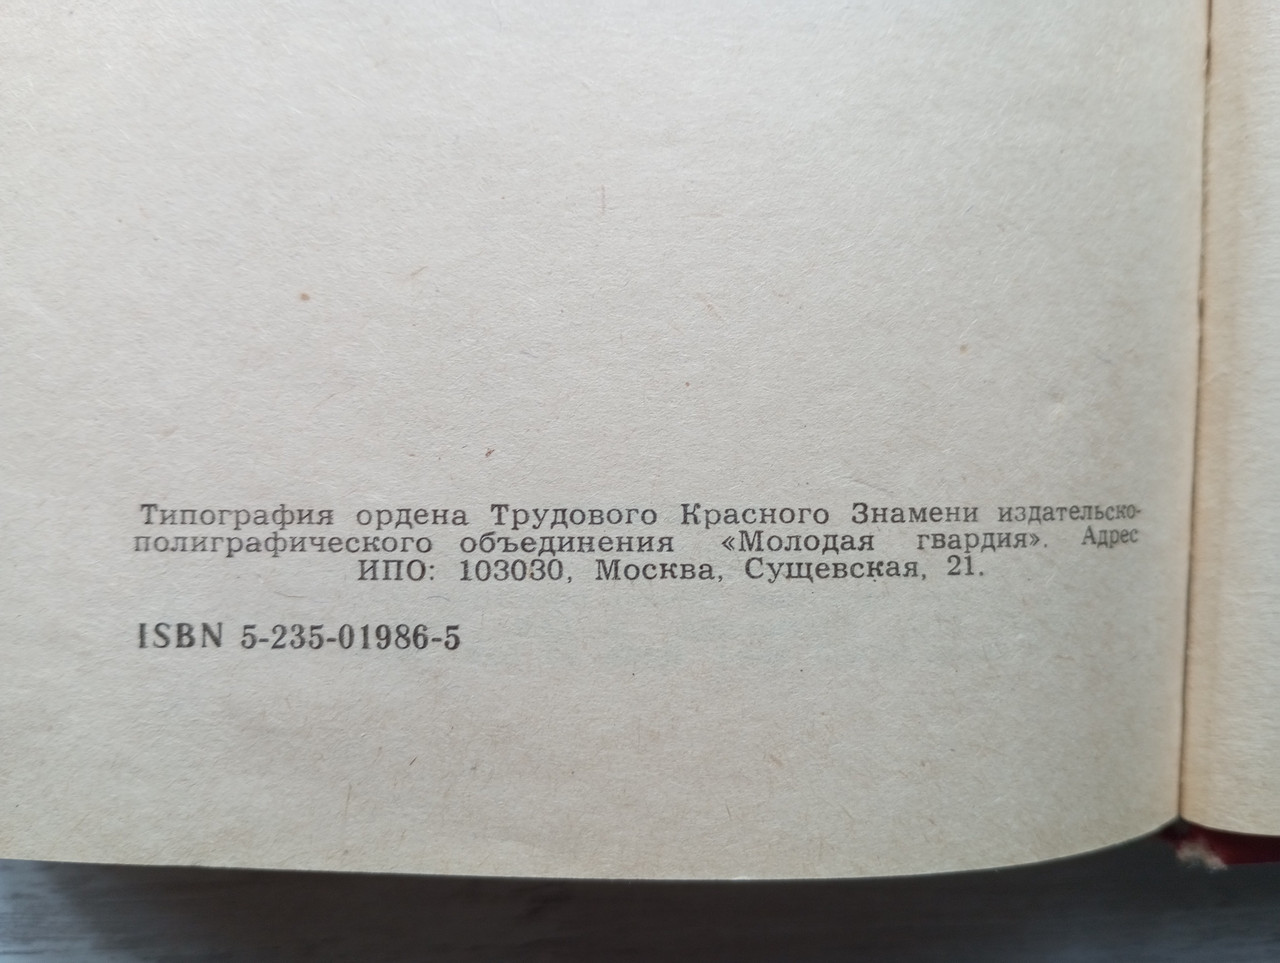 Типография ордена Трудового Красного Знамени издательско-
полиграфического объединения «Молодая гвардия». Адрес
ИПО: 103030, Москва, Сущевская, 21.
ISBN 5-235-01986-5